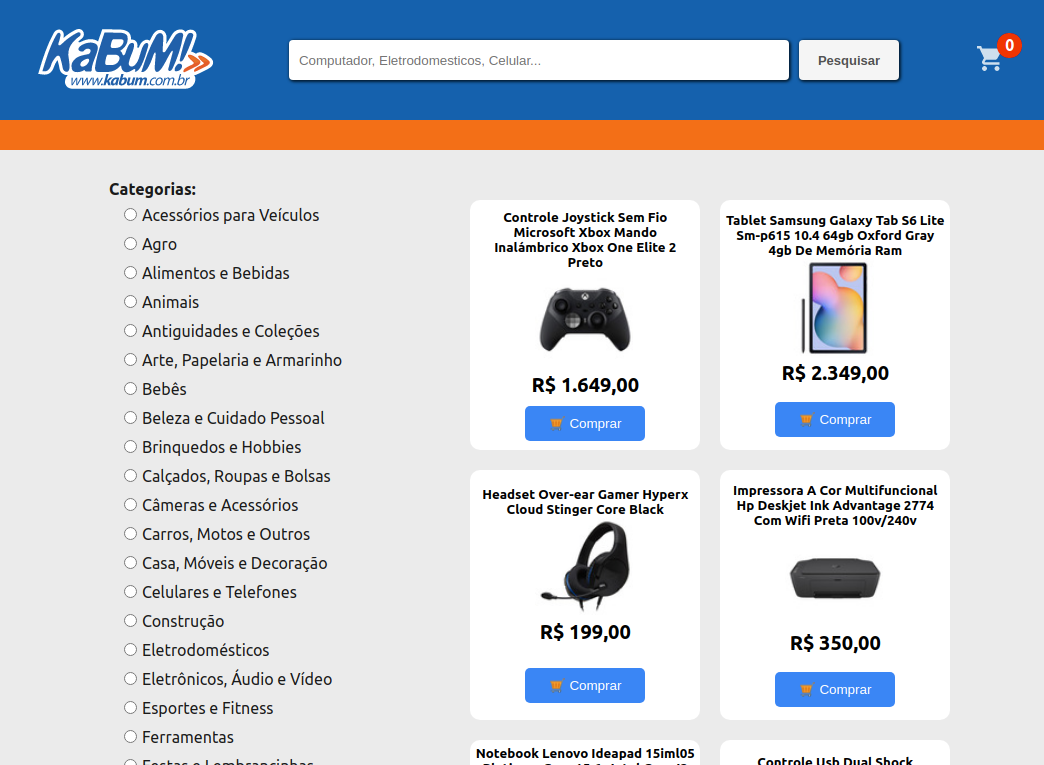 KaBuM!
www.kabum.com.br
Computador, Eletrodomesticos, Celular...
Pesquisar
0
Categorias:
Acessórios para Veículos
Agro
Alimentos e Bebidas
Animais
Antiguidades e Coleções
Arte, Papelaria e Armarinho
Bebês
Beleza e Cuidado Pessoal
Brinquedos e Hobbies
Calçados, Roupas e Bolsas
Câmeras e Acessórios
Carros, Motos e Outros
Casa, Móveis e Decoração
Celulares e Telefones
Construção
Eletrodomésticos
Eletrônicos, Áudio e Vídeo
Esportes e Fitness
Ferramentas
Festas e Lembrancinhas
Controle Joystick Sem Fio
Microsoft Xbox Mando
Inalámbrico Xbox One Elite 2
Preto
R$ 1.649,00
Comprar
Tablet Samsung Galaxy Tab S6 Lite
Sm-p615 10.4 64gb Oxford Gray
4gb De Memória Ram
R$ 2.349,00
Comprar
Headset Over-ear Gamer Hyperx
Cloud Stinger Core Black
R$ 199,00
Comprar
Impressora A Cor Multifuncional
Hp Deskjet Ink Advantage 2774
Com Wifi Preta 100v/240v
R$ 350,00
Comprar
Notebook Lenovo Ideapad 15iml05
Controle Usb Dual Shock